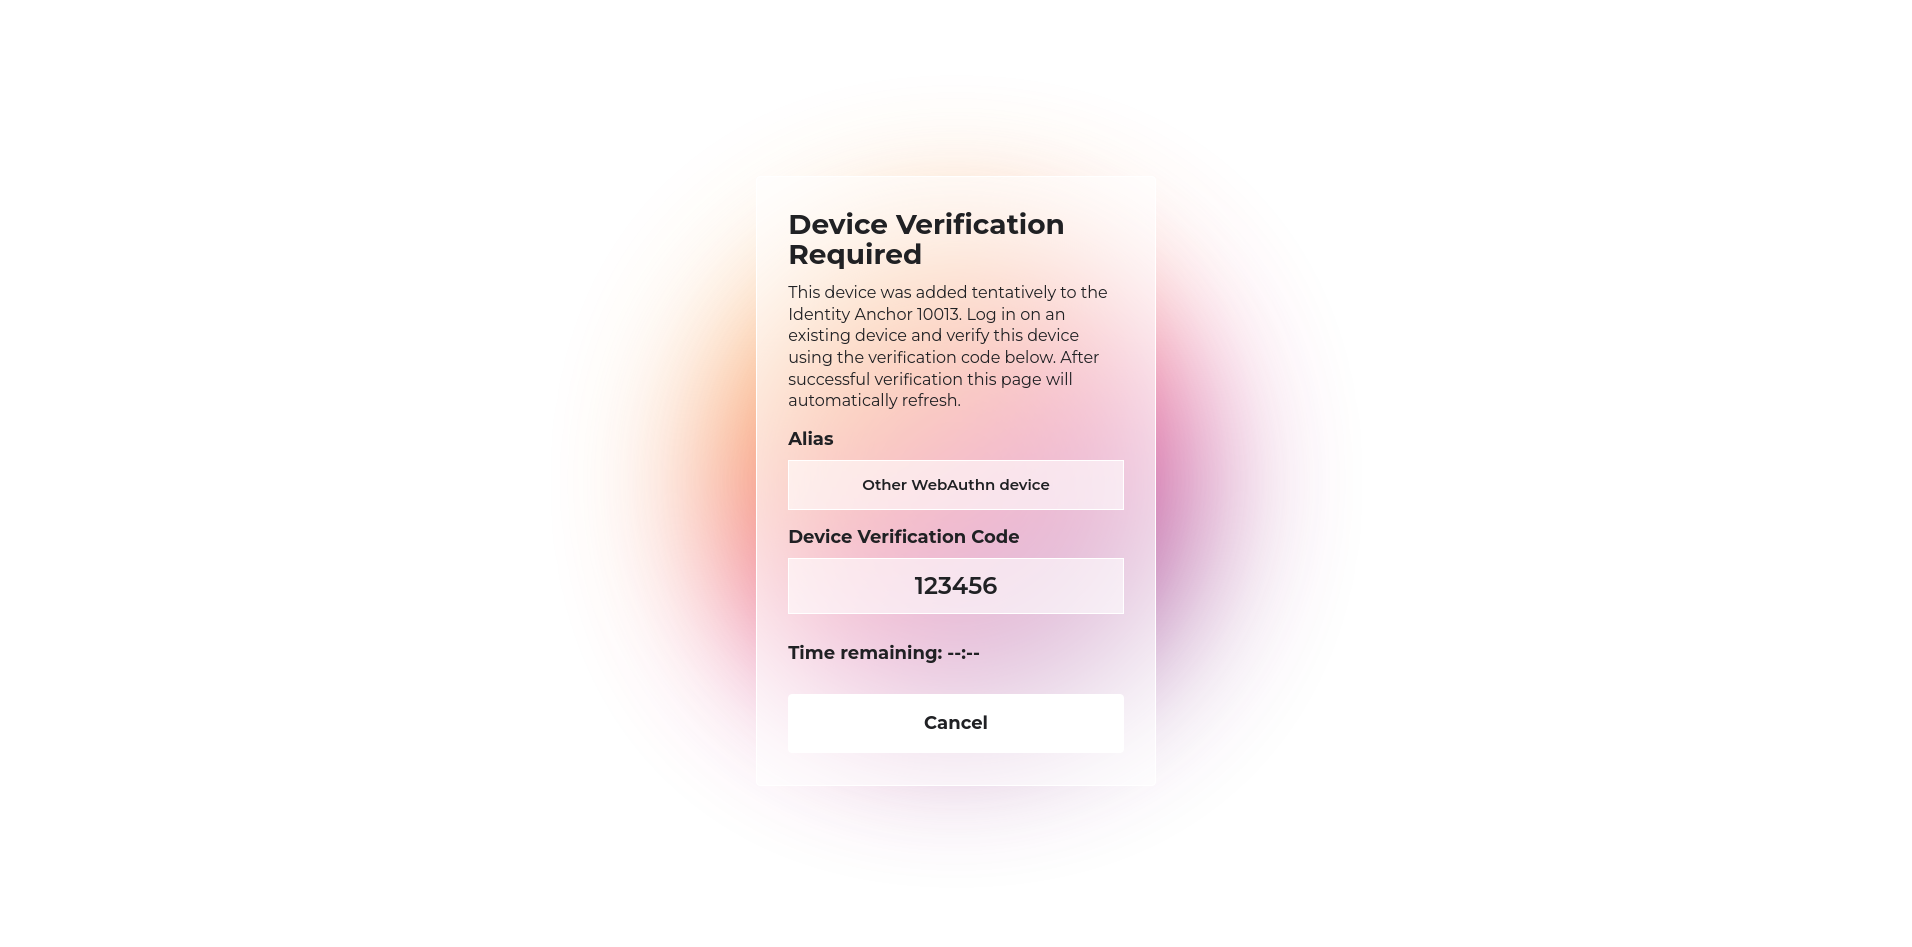 Device Verification
Required
This device was added tentatively to the
Identity Anchor 10013. Log in on an
existing device and verify this device
using the verification code below. After
successful verification this page will
automatically refresh.
Alias
Other WebAuthn device
Device Verification Code
123456
Time remaining: --:--
Cancel